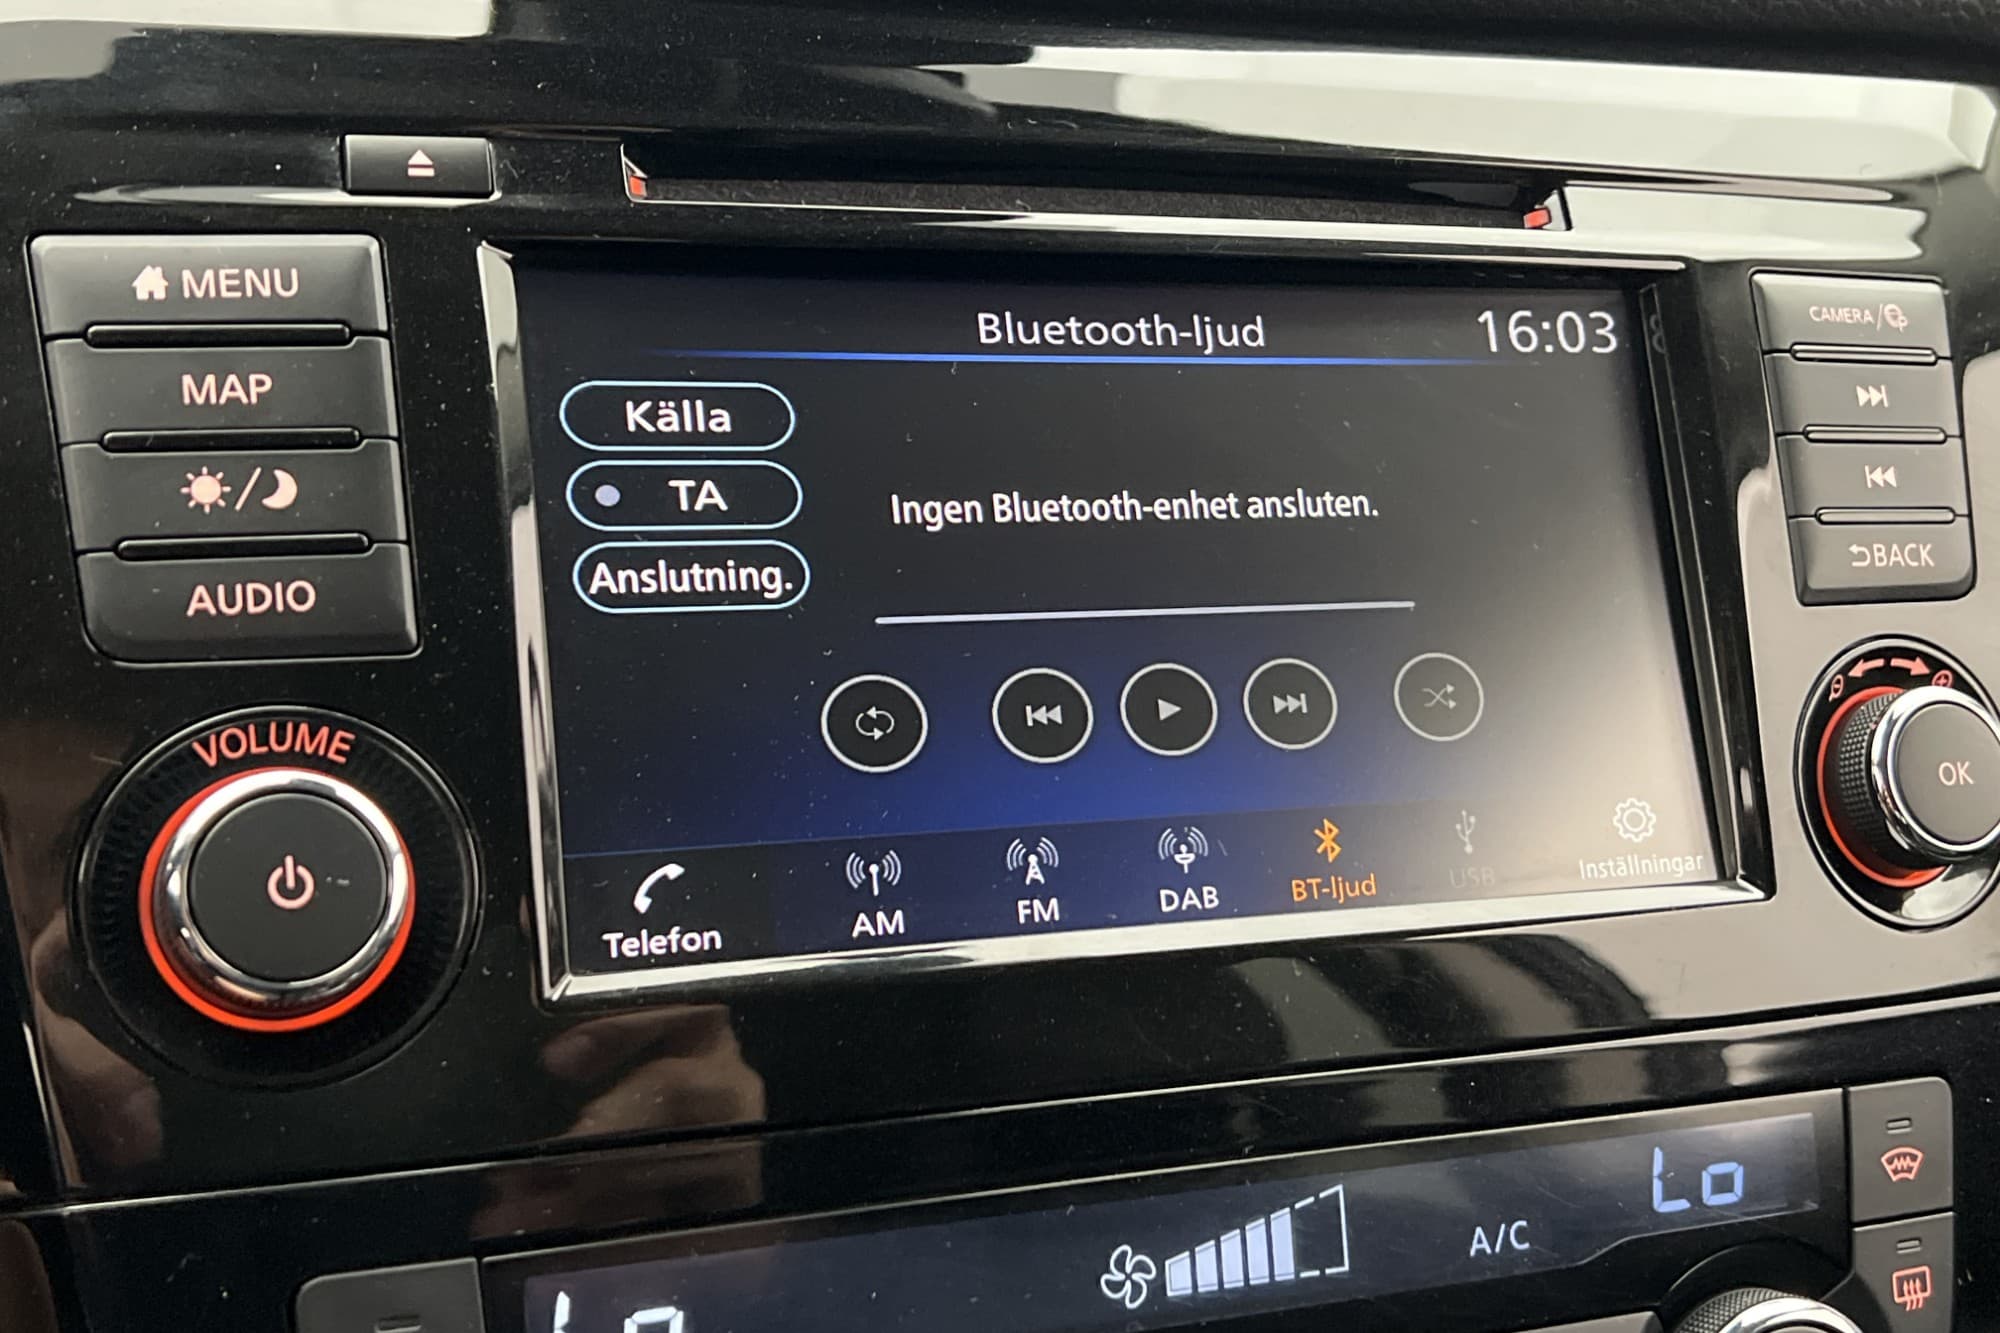 MENU
MAP
AUDIO
VOLUME
Bluetooth-ljud
16:03
Källa
TA
Anslutning.
Ingen Bluetooth-enhet ansluten.
Telefon
AM
FM
DAB
BT-ljud
USB
Inställningar
CAMERA/
BACK
OK
Lo
A/C
Lo